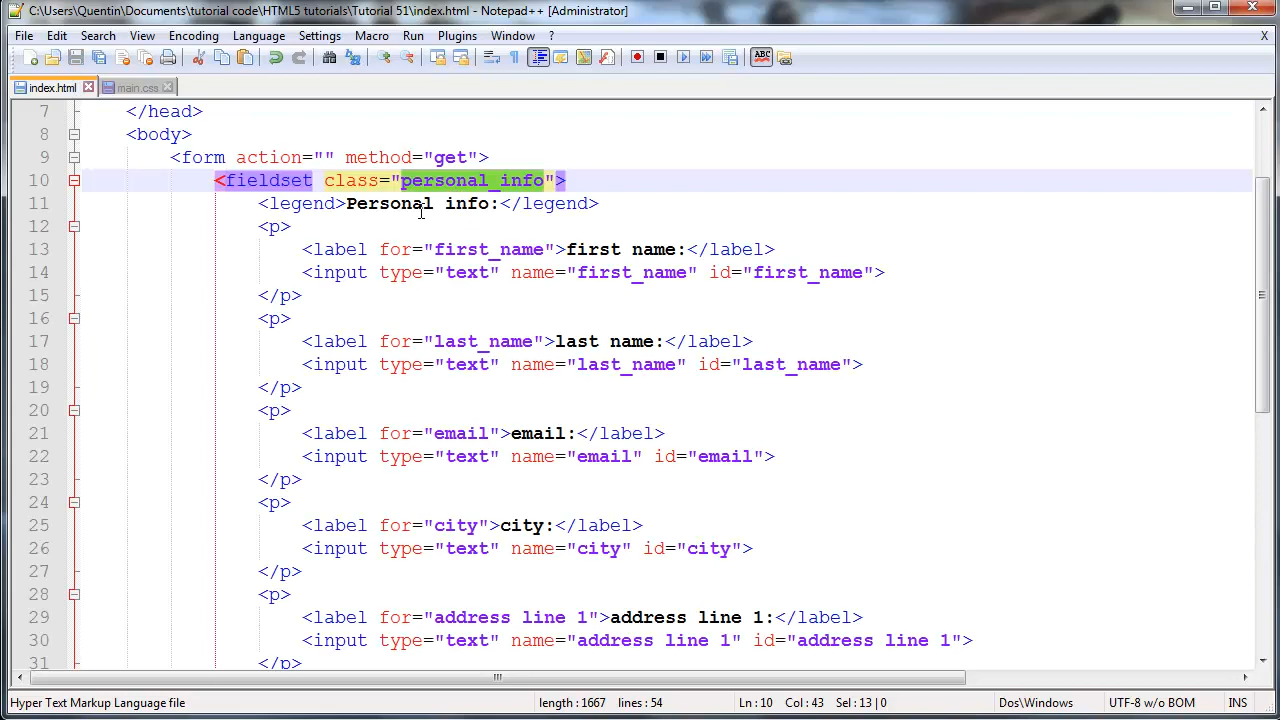 C:\Users\Quentin\Documents\tutorial code\HTML5 tutorials\Tutorial 51\index.html - Notepad++ [Administrator]
File Edit Search View Encoding Language Settings Macro Run Plugins Window ? X
ABC
index.html main.css
7 </head>
8 <body>
9 <form action="" method="get">
10 <fieldset class="personal_info">
11 <legend>Personal info:</legend>
12 <p>
13 <label for="first_name">first name:</label>
14 <input type="text" name="first_name" id="first_name">
15 </p>
16 <p>
17 <label for="last_name">last name:</label>
18 <input type="text" name="last_name" id="last_name">
19 </p>
20 <p>
21 <label for="email">email:</label>
22 <input type="text" name="email" id="email">
23 </p>
24 <p>
25 <label for="city">city:</label>
26 <input type="text" name="city" id="city">
27 </p>
28 <p>
29 <label for="address line 1">address line 1:</label>
30 <input type="text" name="address line 1" id="address line 1">
31 </p>
Hyper Text Markup Language file length : 1667 lines : 54 Ln : 10 Col : 43 Sel : 13 | 0 Dos\Windows UTF-8 w/o BOM INS